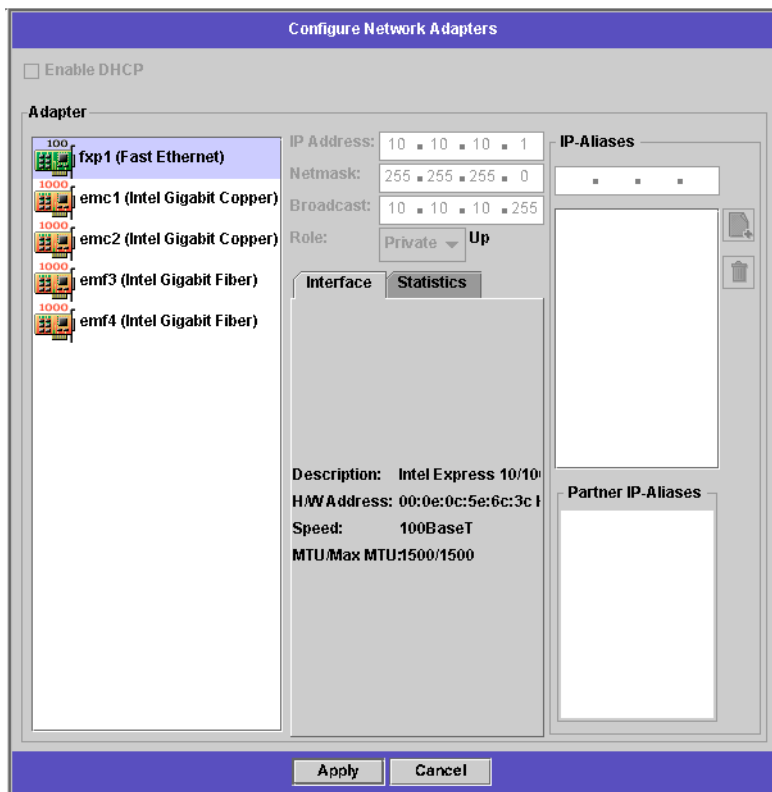 Configure Network Adapters
Enable DHCP
Adapter
100
fxp1 (Fast Ethernet)
1000
emc1 (Intel Gigabit Copper)
1000
emc2 (Intel Gigabit Copper)
1000
emf3 (Intel Gigabit Fiber)
1000
emf4 (Intel Gigabit Fiber)
IP Address: 10 . 10 . 10 . 1
Netmask: 255 . 255 . 255 . 0
Broadcast: 10 . 10 . 10 . 255
Role: Private Up
Interface Statistics
Description: Intel Express 10/10
H/W Address: 00:0e:0c:5e:6c:3c
Speed: 100BaseT
MTU/Max MTU:1500/1500
IP-Aliases
. . .
Partner IP-Aliases
Apply Cancel